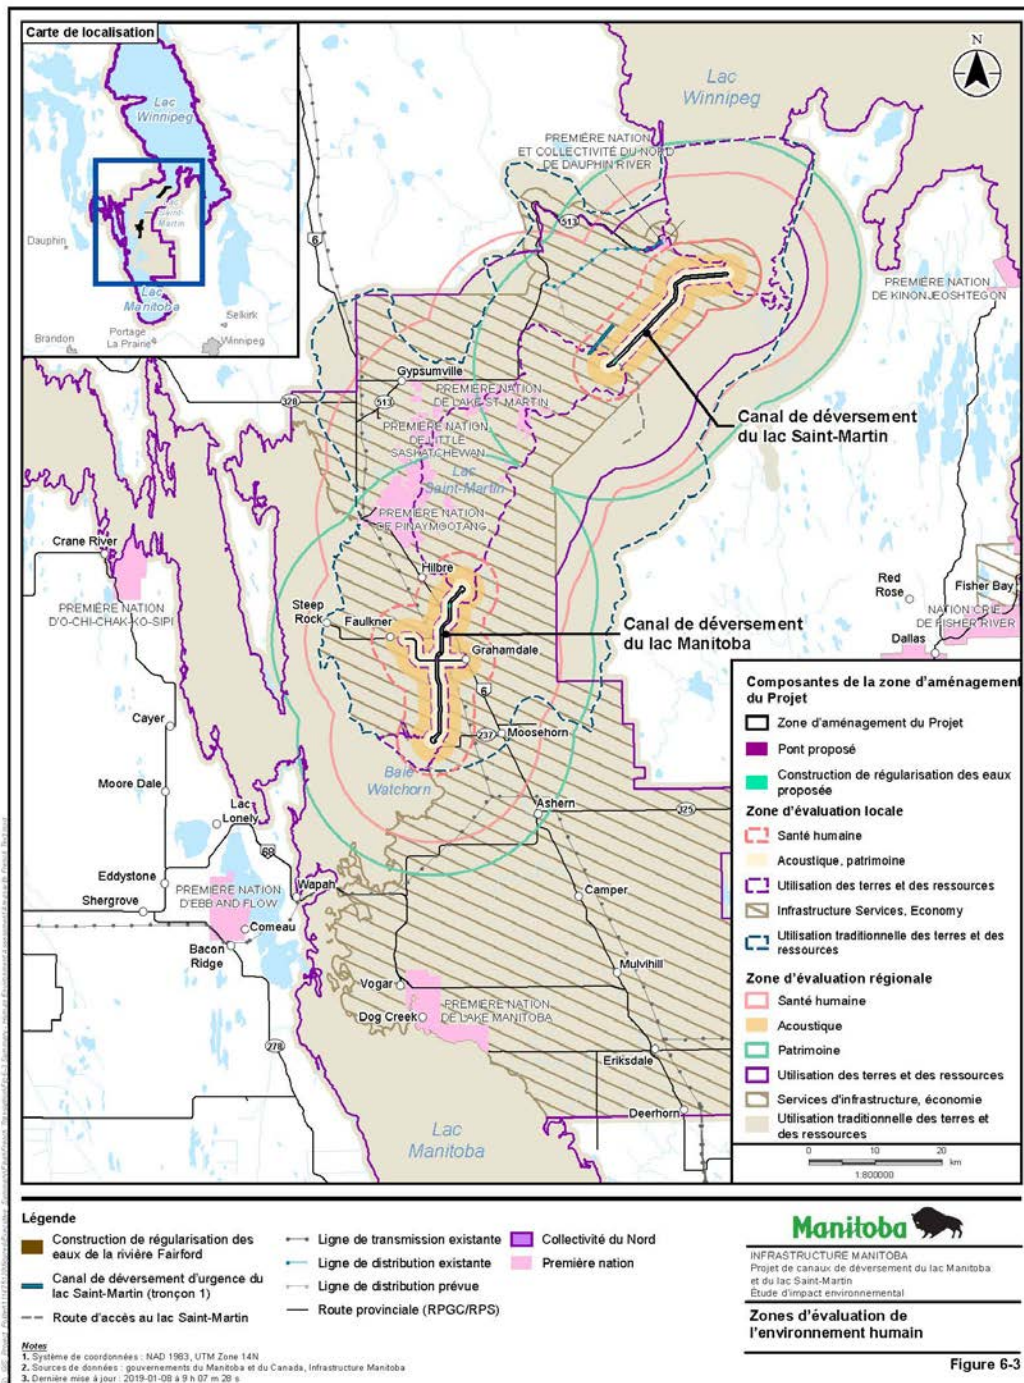 Carte de localisation
Lac
Winnipeg
Lac
Saint-
Martin
Dauphin
Lac
Manitoba
Selkirk
Portage
La Prairie
Brandon
Winnipeg
N
Lac
Winnipeg
PREMIÈRE NATION
ET COLLECTIVITÉ DU NORD
DE DAUPHIN RIVER
6
513
PREMIÈRE NATION
DE KINONJEOSHTEGON
Gypsumville
328
513
PREMIÈRE NATION
DE LAKE ST-MARTIN
PREMIÈRE NATION
DE LITTLE
SASKATCHEWAN
Lac
Saint-Martin
Canal de déversement
du lac Saint-Martin
PREMIÈRE NATION
DE PINAYMOOTANG
Crane River
Hilbre
PREMIÈRE NATION
D'O-CHI-CHAK-KO-SIPI
Steep
Rock
Faulkner
Red
Rose
Fisher Bay
NATION CRIE
DE FISHER RIVER
Dallas
Canal de déversement
du lac Manitoba
Grahamdale
6
237
Moosehorn
Cayer
Baie
Watchorn
Moore Dale
Ashern
325
Lac
Lonely
68
Eddystone
PREMIÈRE NATION
D'EBB AND FLOW
Wapah
Camper
Shergrove
Comeau
Bacon
Ridge
Mulvihill
Vogar
PREMIÈRE NATION
DE LAKE MANITOBA
Dog Creek
278
Eriksdale
Deerhorn
Lac
Manitoba
Composantes de la zone d'aménagement
du Projet
Zone d'aménagement du Projet
Pont proposé
Construction de régularisation des eaux
proposée
Zone d'évaluation locale
Santé humaine
Acoustique, patrimoine
Utilisation des terres et des ressources
Infrastructure Services, Economy
Utilisation traditionnelle des terres et des
ressources
Zone d'évaluation régionale
Santé humaine
Acoustique
Patrimoine
Utilisation des terres et des ressources
Services d'infrastructure, économie
Utilisation traditionnelle des terres et
des ressources
0 10 20
km
1:800000
Légende
Construction de régularisation des
eaux de la rivière Fairford
Canal de déversement d'urgence du
lac Saint-Martin (tronçon 1)
Route d'accès au lac Saint-Martin
Ligne de transmission existante
Ligne de distribution existante
Ligne de distribution prévue
Route provinciale (RPGC/RPS)
Collectivité du Nord
Première nation
Notes
1. Système de coordonnées : NAD 1983, UTM Zone 14N
2. Sources de données : gouvernements du Manitoba et du Canada, Infrastructure Manitoba
3. Dernière mise à jour : 2019-01-08 à 9 h 07 m 28 s
Manitoba
INFRASTRUCTURE MANITOBA
Projet de canaux de déversement du lac Manitoba
et du lac Saint-Martin
Étude d'impact environnemental
Zones d'évaluation de
l'environnement humain
Figure 6-3